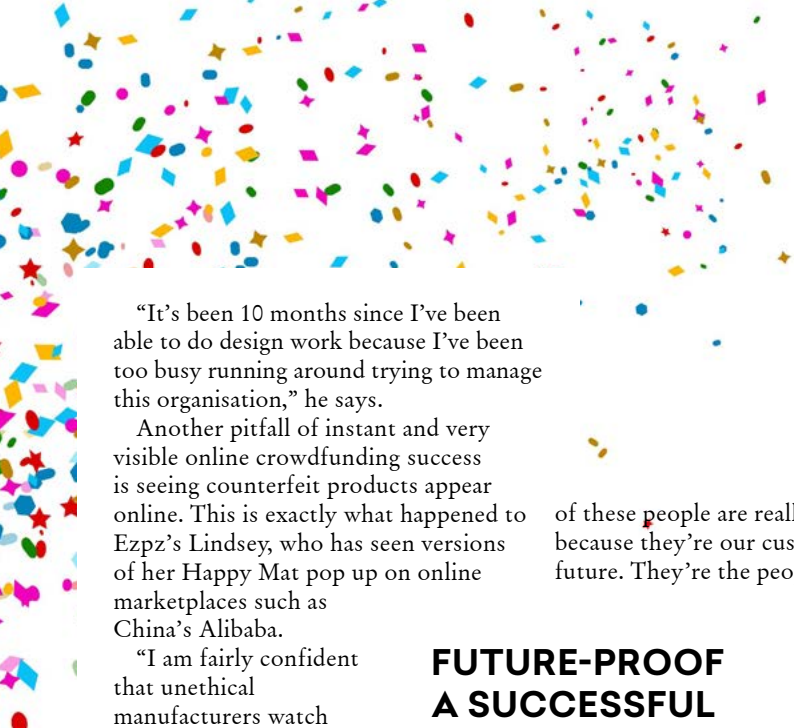 “It’s been 10 months since I’ve been
able to do design work because I’ve been
too busy running around trying to manage
this organisation,” he says.
Another pitfall of instant and very
visible online crowdfunding success
is seeing counterfeit products appear
online. This is exactly what happened to
Ezpz’s Lindsey, who has seen versions
of her Happy Mat pop up on online
marketplaces such as
China’s Alibaba.
“I am fairly confident
that unethical
manufacturers watch
of these people are
because they’re our
future. They’re the
FUTURE-PROOF
A SUCCESSFUL